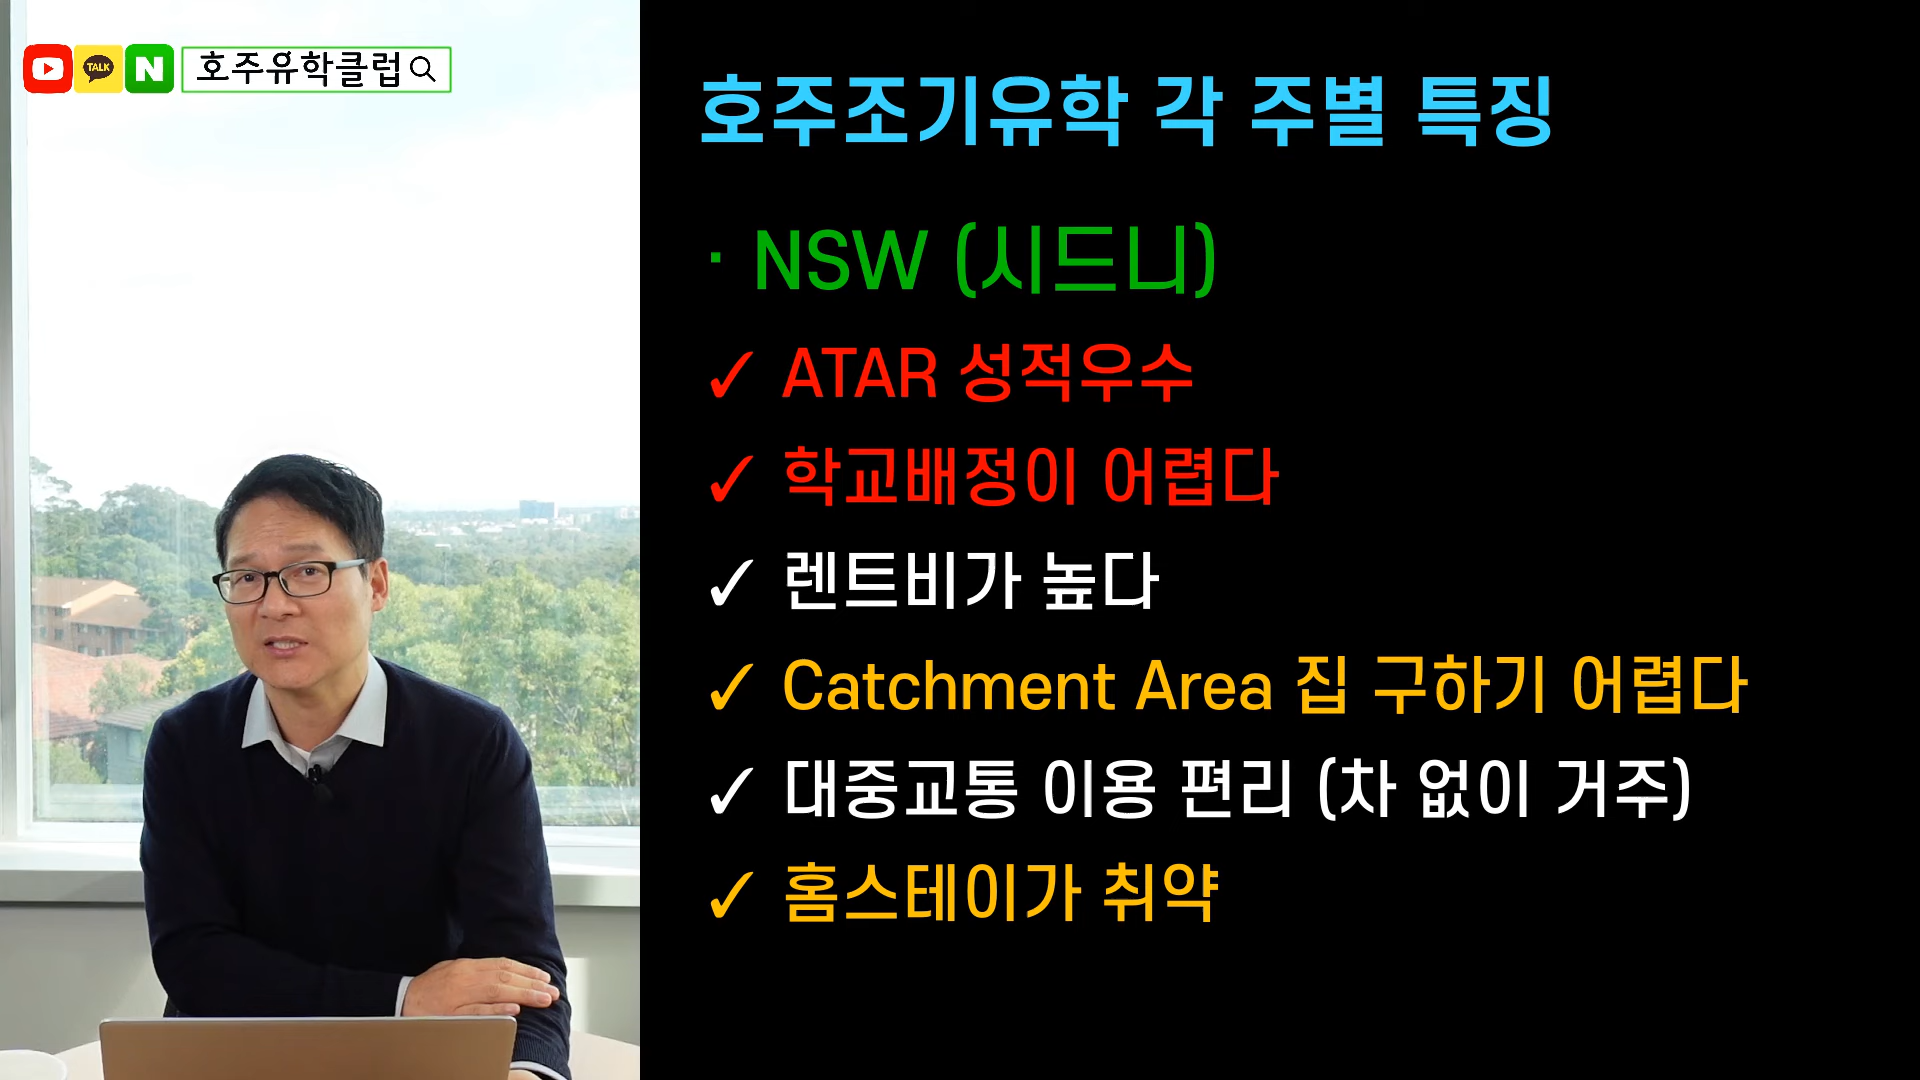 TALK
N
호주유학클럽
호주조기유학 각 주별 특징
· NSW (시드니)
✓ ATAR 성적우수
✓ 학교배정이 어렵다
✓ 렌트비가 높다
✓ Catchment Area 집 구하기 어렵다
✓ 대중교통 이용 편리 (차 없이 거주)
✓ 홈스테이가 취약